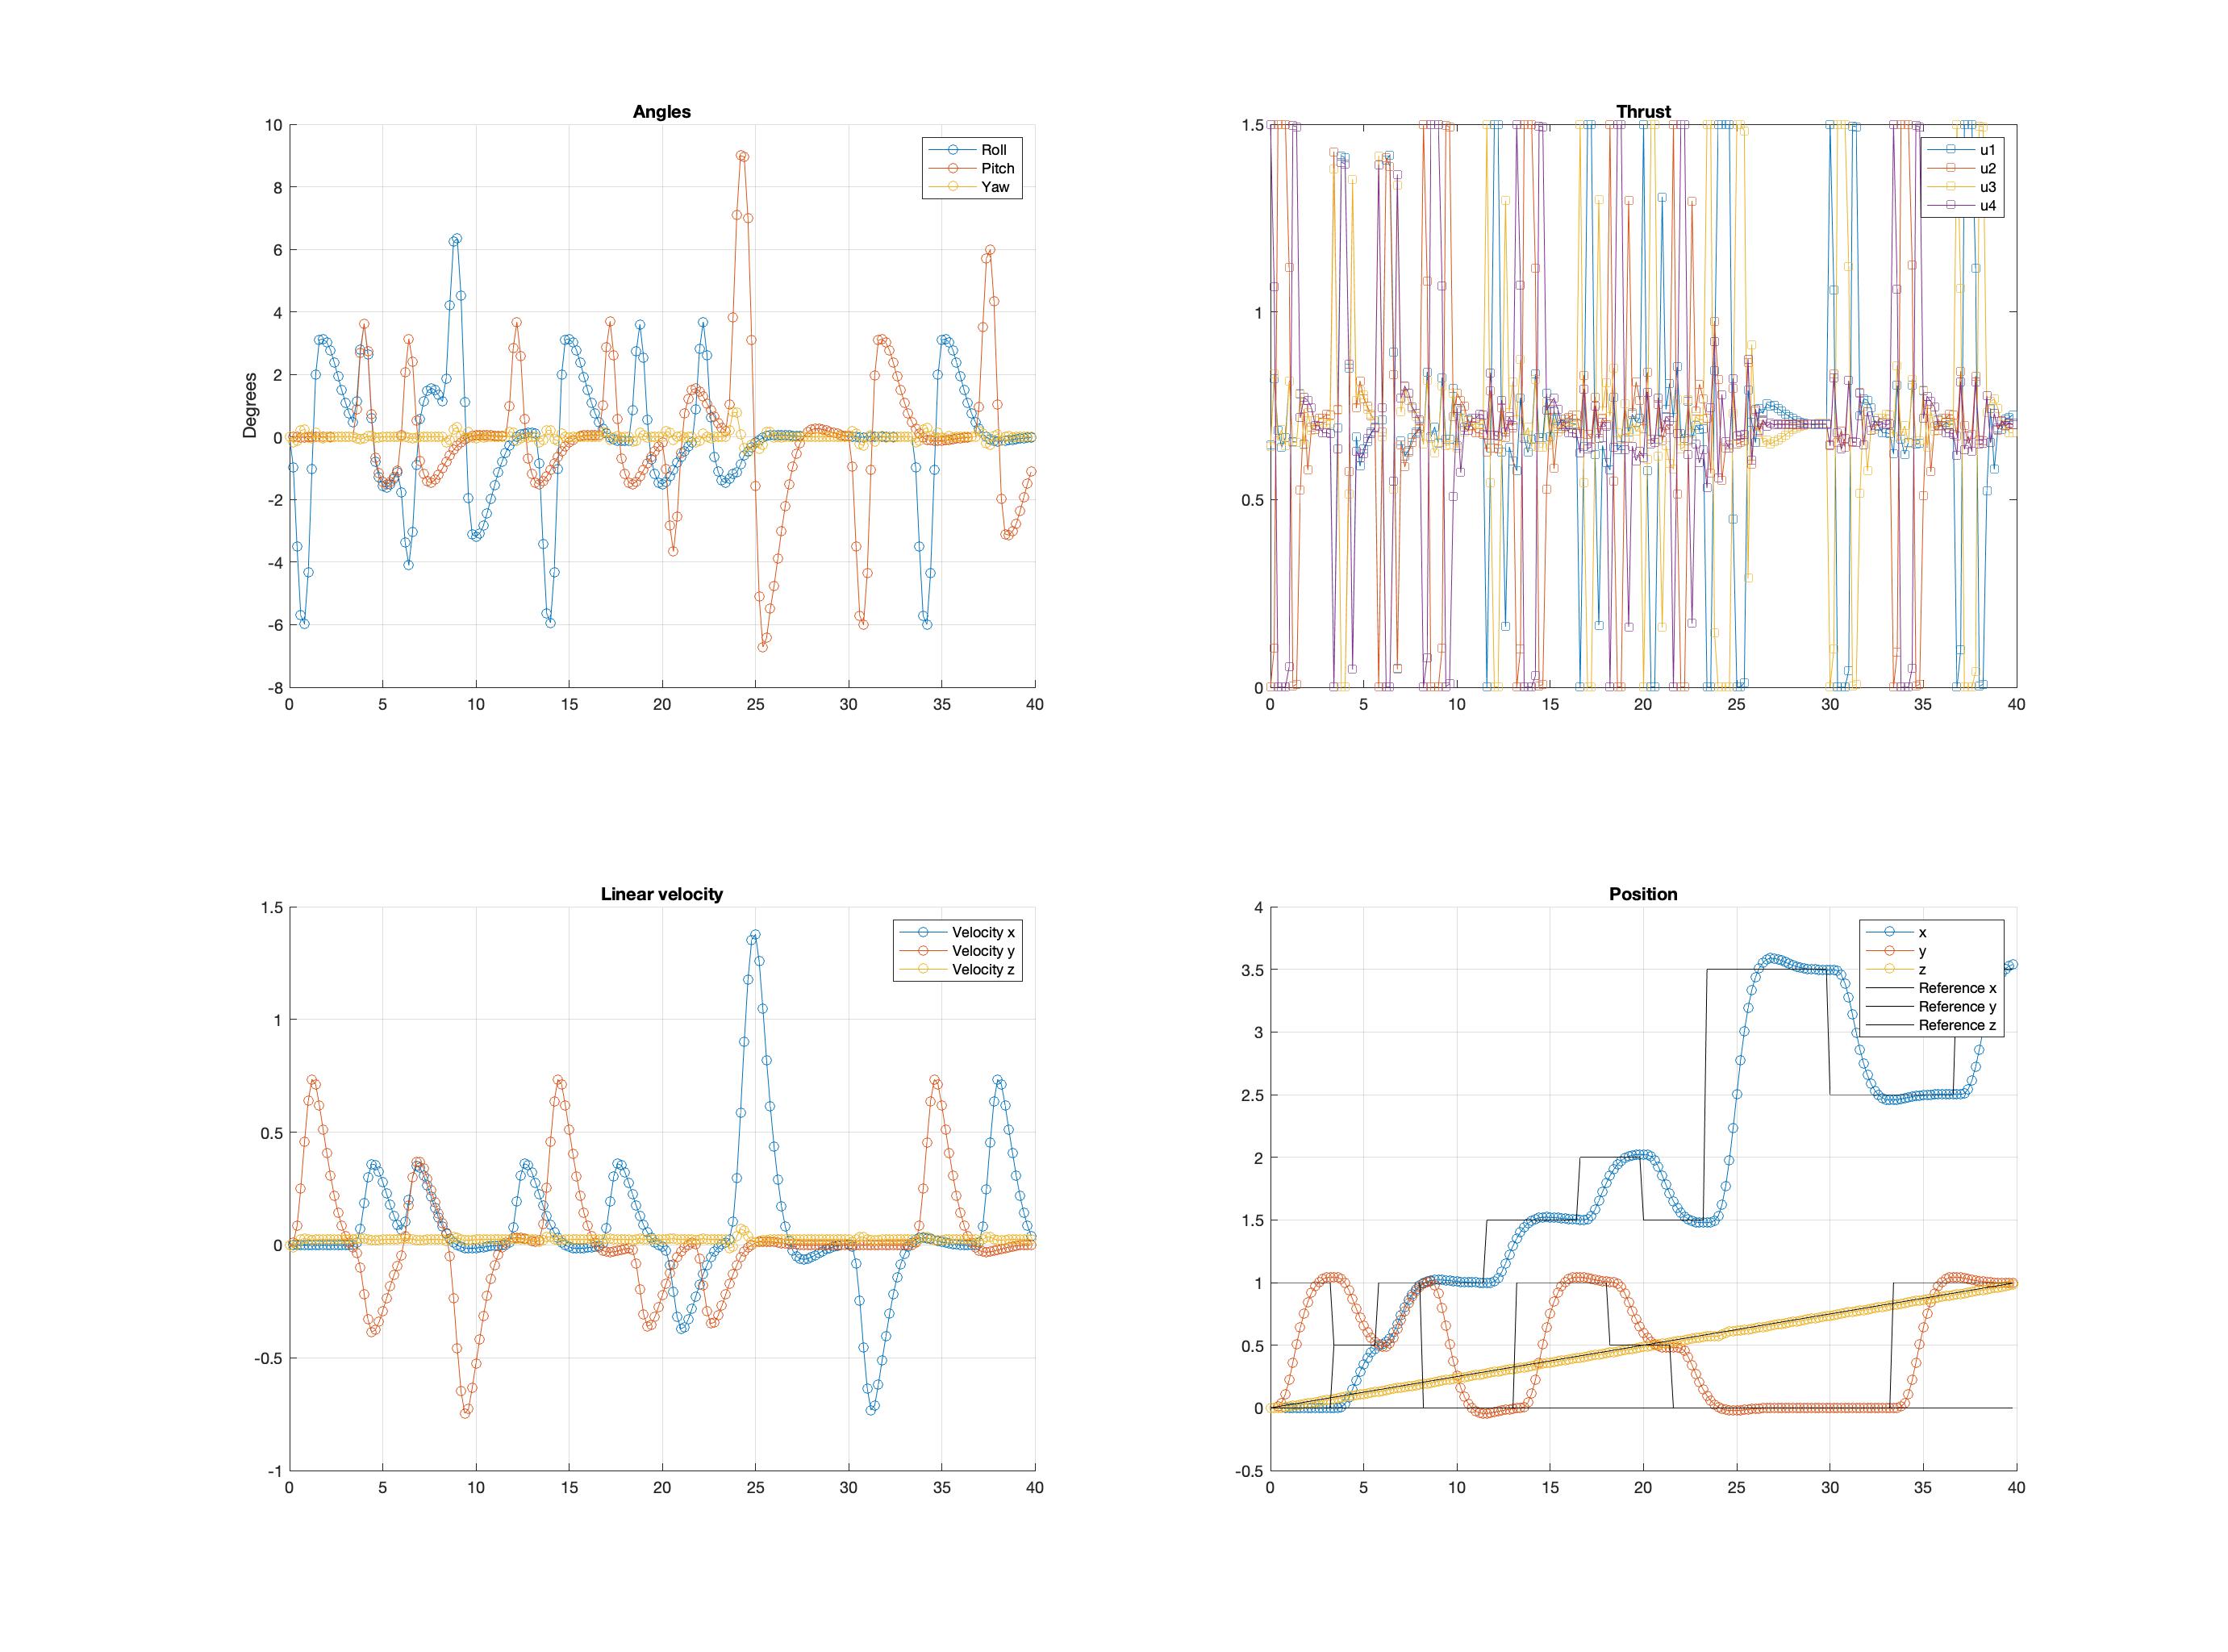 Angles
10
8
6
4
2
0
-2
-4
-6
-8
Degrees
0 5 10 15 20 25 30 35 40
Roll
Pitch
Yaw
Thrust
1.5
1
0.5
0
0 5 10 15 20 25 30 35 40
u1
u2
u3
u4
Linear velocity
1.5
1
0.5
0
-0.5
-1
0 5 10 15 20 25 30 35 40
Velocity x
Velocity y
Velocity z
Position
4
3.5
3
2.5
2
1.5
1
0.5
0
-0.5
0 5 10 15 20 25 30 35 40
x
y
z
Reference x
Reference y
Reference z